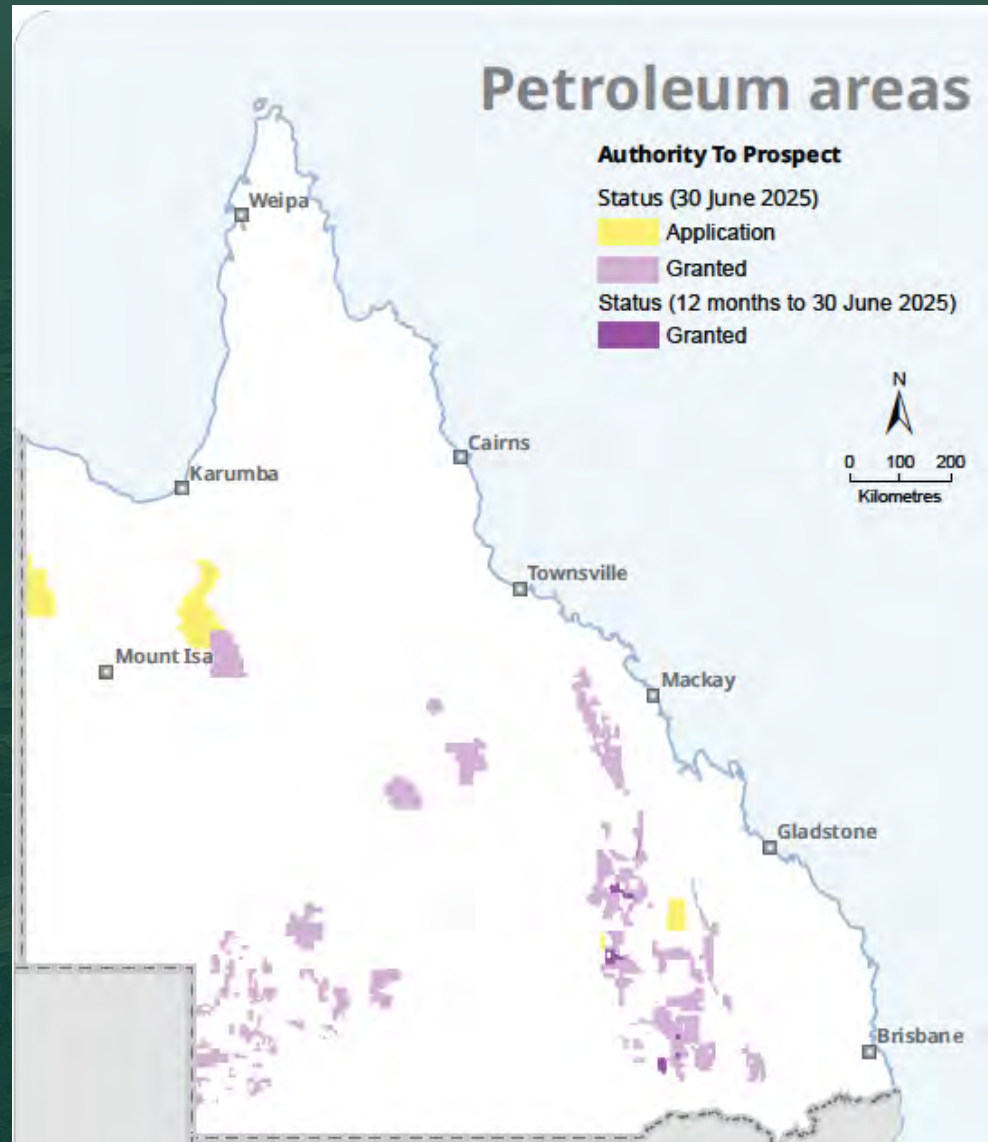 Petroleum areas
Authority To Prospect
Status (30 June 2025)
Application
Granted
Status (12 months to 30 June 2025)
Granted
Weipa
N
0 100 200
Kilometres
Cairns
Karumba
Townsville
Mount Isa
Mackay
Gladstone
Brisbane